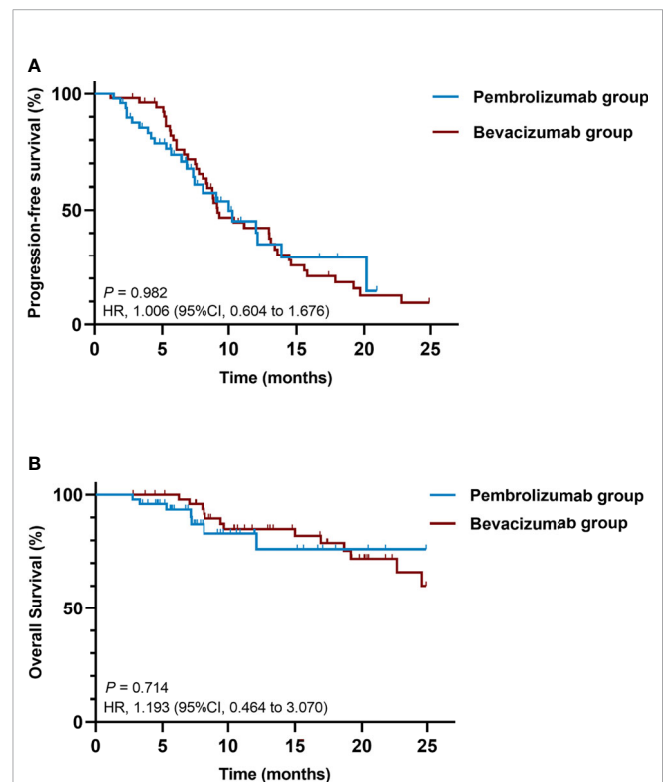 A
Progression-free survival (%)
100
50
0
Pembrolizumab group
Bevacizumab group
P = 0.982
HR, 1.006 (95%CI, 0.604 to 1.676)
0 5 10 15 20 25
Time (months)
B
Overall Survival (%)
100
50
0
Pembrolizumab group
Bevacizumab group
P = 0.714
HR, 1.193 (95%CI, 0.464 to 3.070)
0 5 10 15 20 25
Time (months)